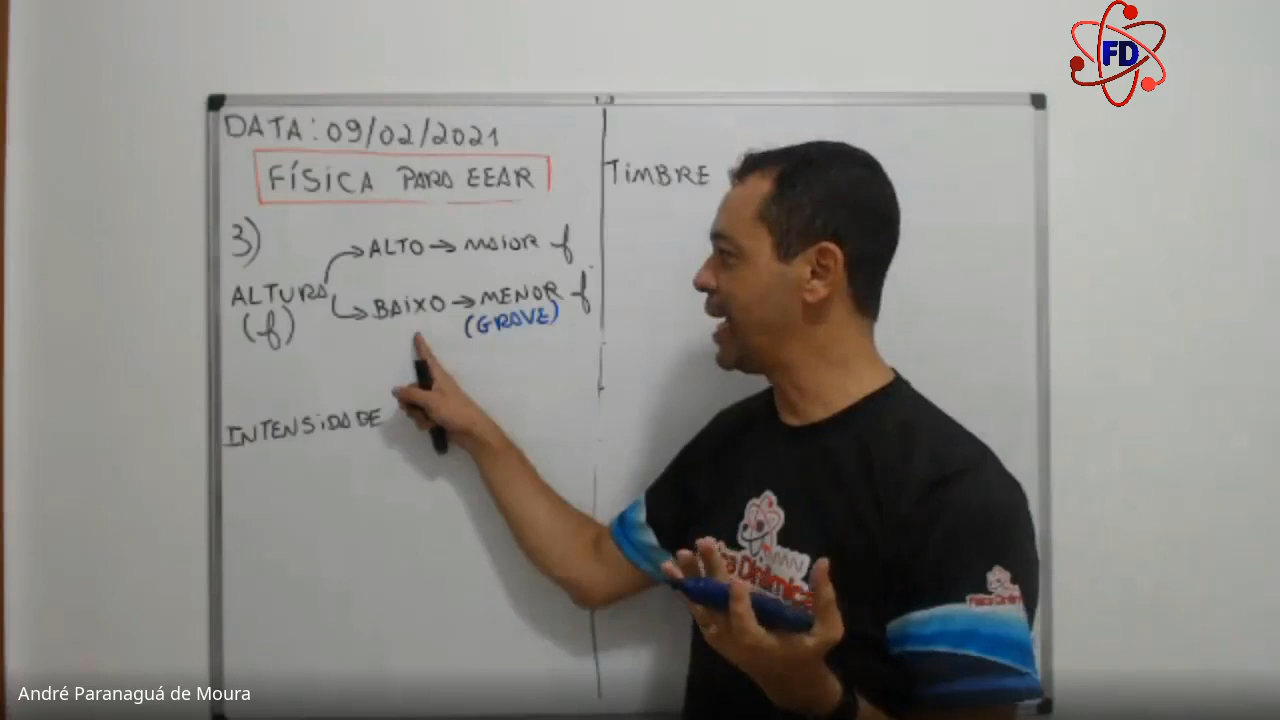 FD
DATA: 09/02/2021
FÍSICA PARA EEAR
3)
ALTURA
(f)
ALTO → MAIOR f
BAIXO → MENOR f
(GRAVE)
INTENSIDADE
TIMBRE
André Paranaguá de Moura